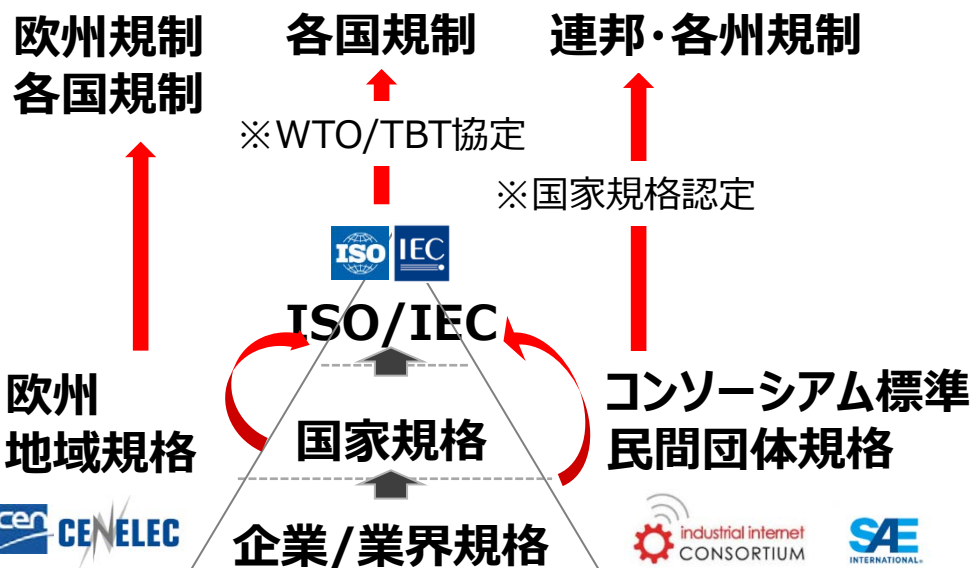 欧州規制
各国規制
各国規制
連邦・各州規制
※WTO/TBT協定
※国家規格認定
ISO
IEC
ISO/IEC
欧州
地域規格
国家規格
コンソーシアム標準
民間団体規格
cen
CENELEC
企業/業界規格
industrial internet
CONSORTIUM
SAE
INTERNATIONAL®